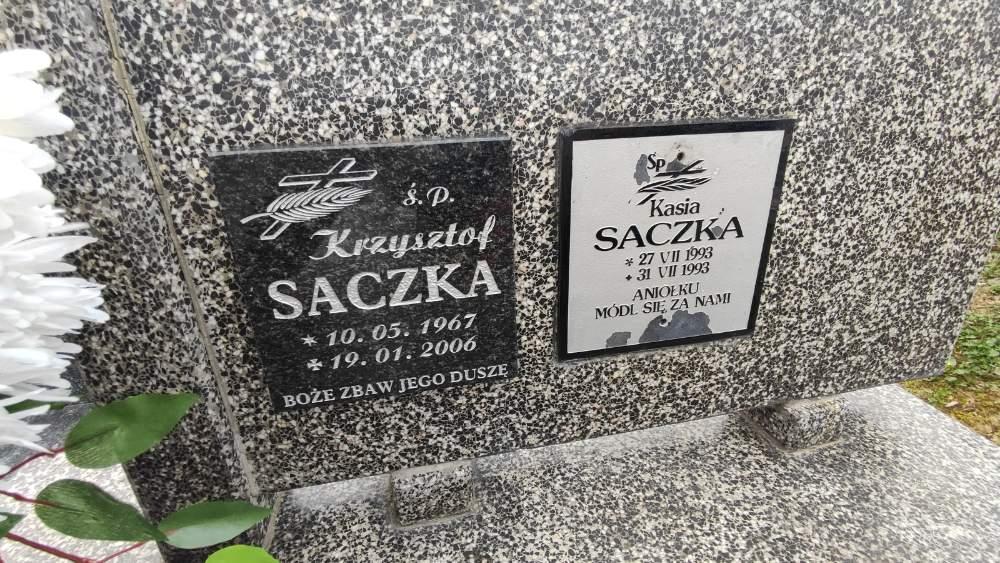 ś. p.
Krzysztof
SACZKA
* 10. 05. 1967
✠ 19. 01. 2006
BOŻE ZBAW JEGO DUSZĘ
Śp
Kasia
SACZKA
* 27 VII 1993
+ 31 VII 1993
ANIOŁKU
MÓDL SIĘ ZA NAMI